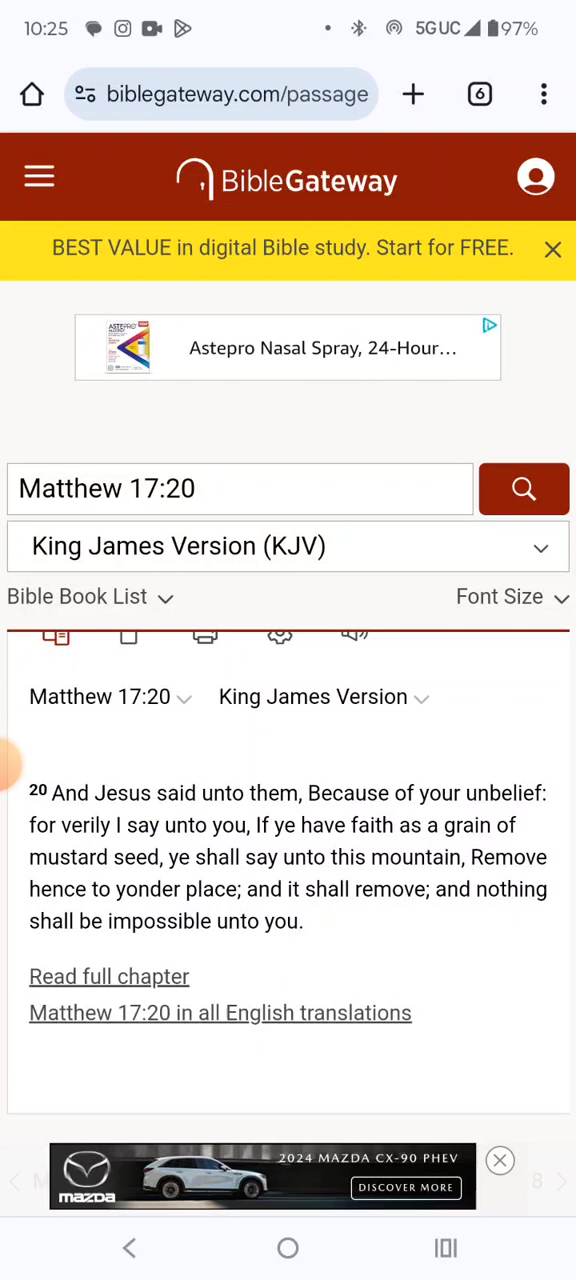 10:25 5G UC 97%
biblegateway.com/passage 6
BibleGateway
BEST VALUE in digital Bible study. Start for FREE.
Astepro Nasal Spray, 24-Hour...
Matthew 17:20
King James Version (KJV)
Bible Book List Font Size
Matthew 17:20 King James Version
20 And Jesus said unto them, Because of your unbelief:
for verily I say unto you, If ye have faith as a grain of
mustard seed, ye shall say unto this mountain, Remove
hence to yonder place; and it shall remove; and nothing
shall be impossible unto you.
Read full chapter
Matthew 17:20 in all English translations
2024 MAZDA CX-90 PHEV
mazda DISCOVER MORE
M 8